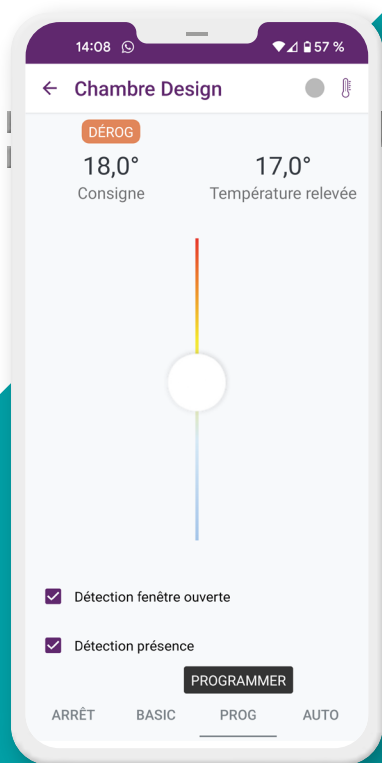 14:08 57 %
Chambre Design
DÉROG
18,0° 17,0°
Consigne Température relevée
Détection fenêtre ouverte
Détection présence
PROGRAMMER
ARRÊT BASIC PROG AUTO